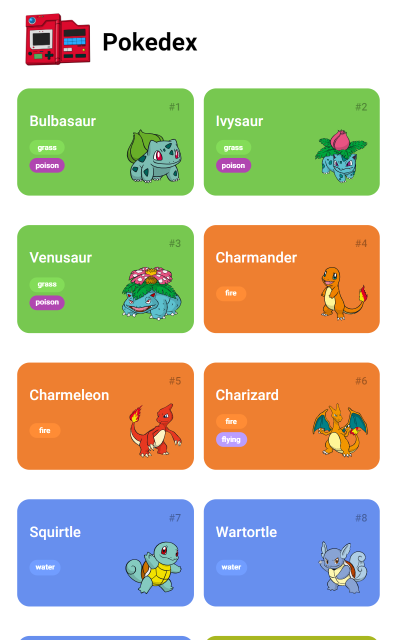 Pokedex
#1
Bulbasaur
grass
poison
#2
Ivysaur
grass
poison
#3
Venusaur
grass
poison
#4
Charmander
fire
#5
Charmeleon
fire
#6
Charizard
fire
flying
#7
Squirtle
water
#8
Wartortle
water